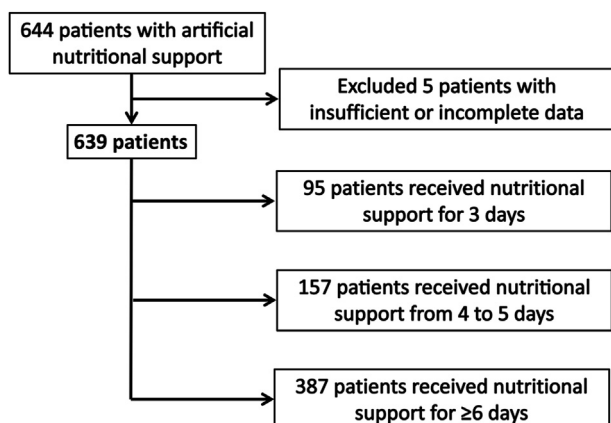 644 patients with artificial
nutritional support
Excluded 5 patients with
insufficient or incomplete data
639 patients
95 patients received nutritional
support for 3 days
157 patients received nutritional
support from 4 to 5 days
387 patients received nutritional
support for ≥6 days